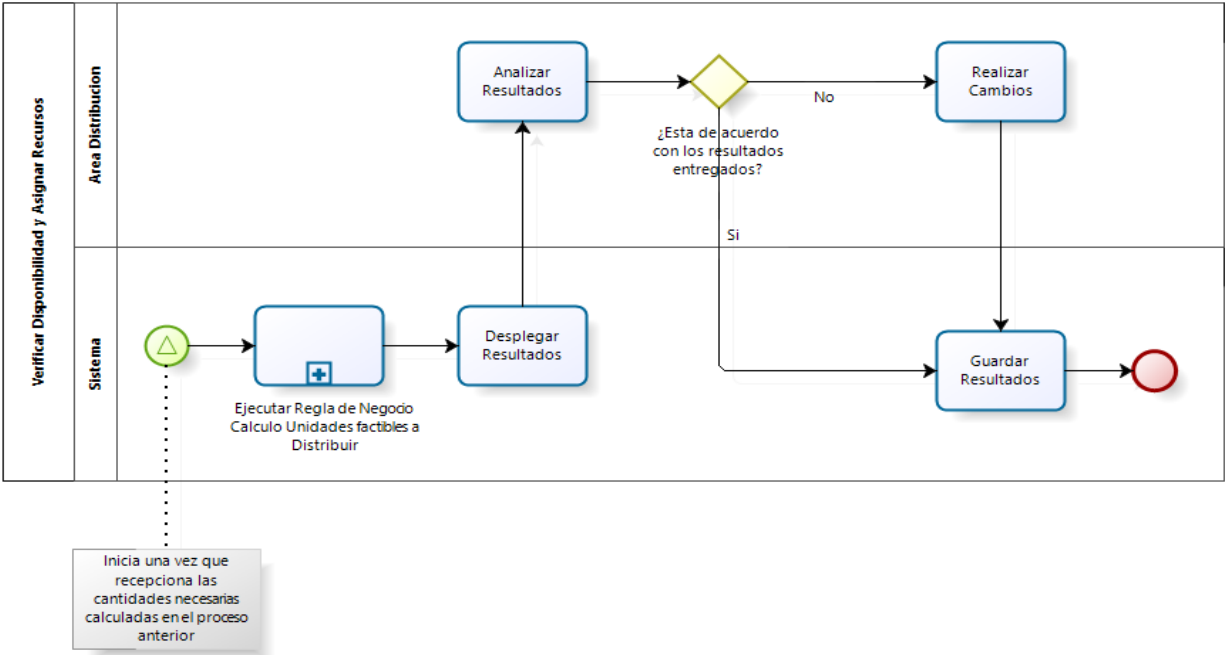 Verificar Disponibilidad y Asignar Recursos
Area Distribucion
Analizar
Resultados
¿Esta de acuerdo
con los resultados
entregados?
No
Realizar
Cambios
Si
Sistema
Ejecutar Regla de Negocio
Calculo Unidades factibles a
Distribuir
Desplegar
Resultados
Guardar
Resultados
Inicia una vez que
recepciona las
cantidades necesarias
calculadas en el proceso
anterior